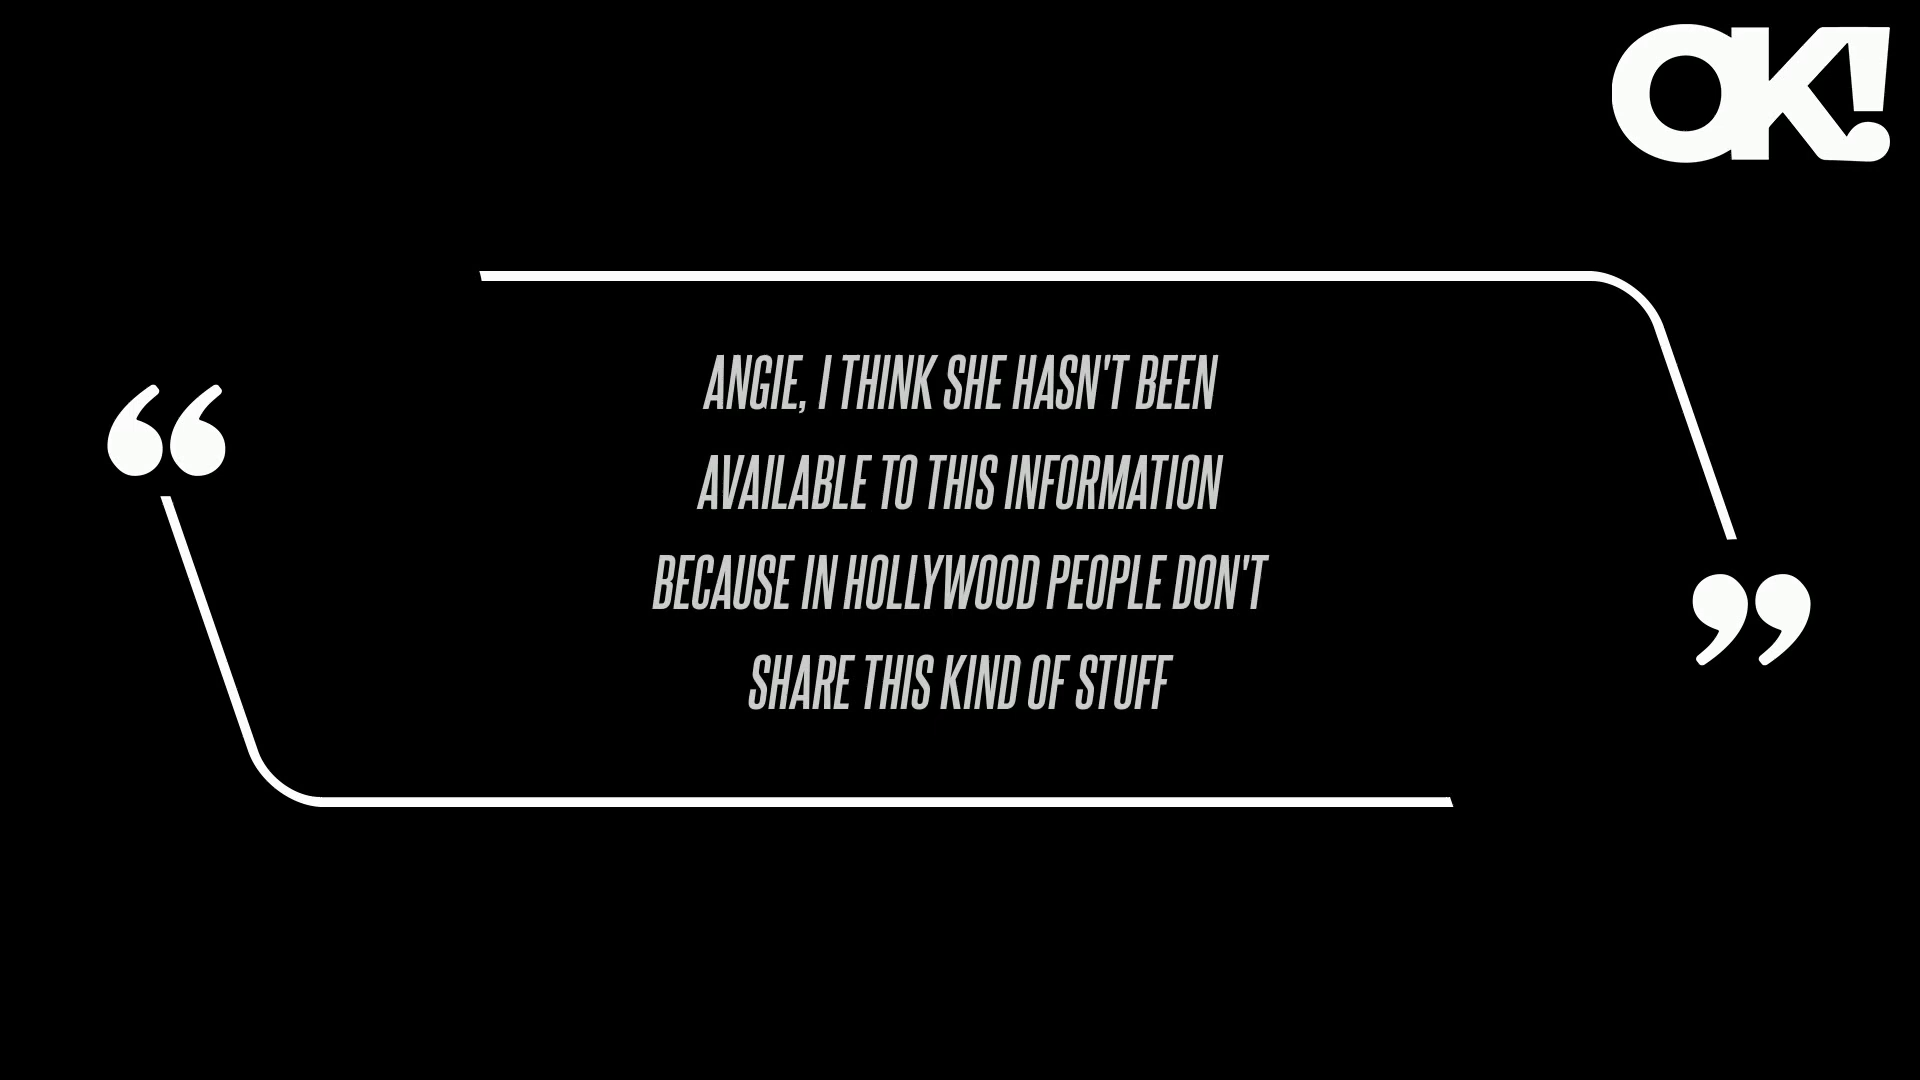 OK!
“
ANGIE, I THINK SHE HASN'T BEEN
AVAILABLE TO THIS INFORMATION
BECAUSE IN HOLLYWOOD PEOPLE DON'T
SHARE THIS KIND OF STUFF
”